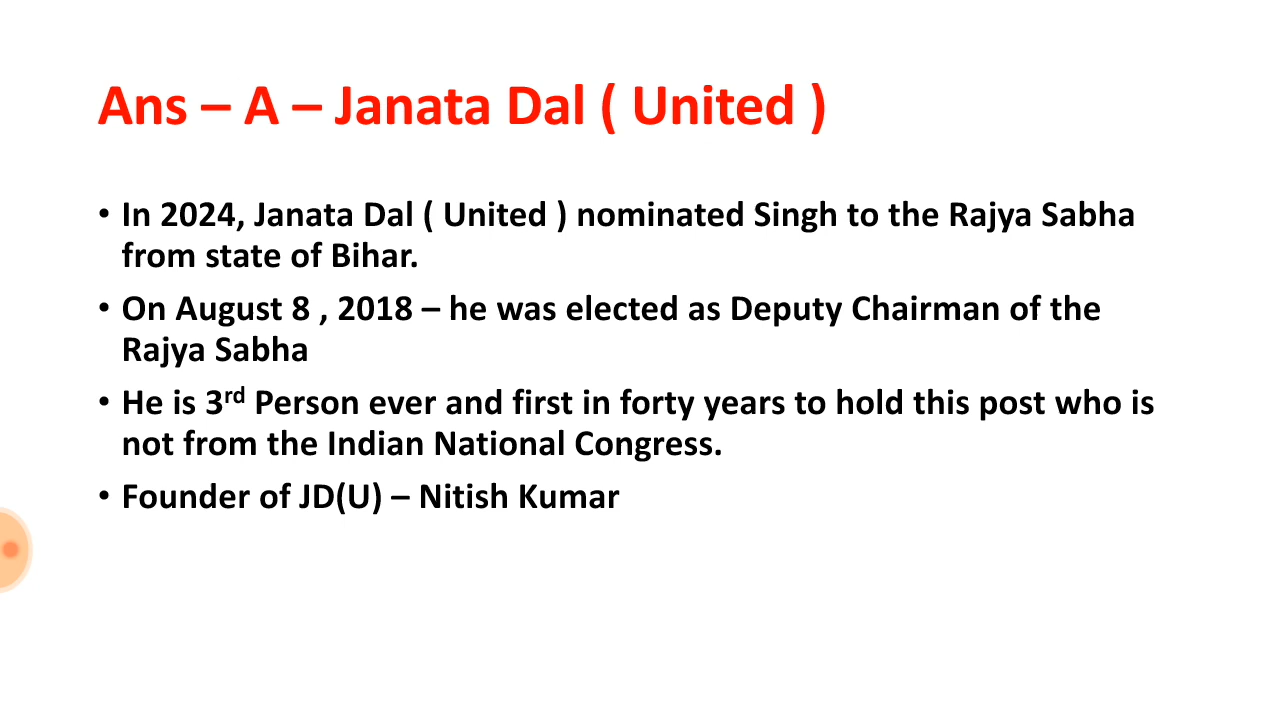 Ans – A – Janata Dal ( United )
• In 2024, Janata Dal ( United ) nominated Singh to the Rajya Sabha
from state of Bihar.
• On August 8 , 2018 – he was elected as Deputy Chairman of the
Rajya Sabha
• He is 3rd Person ever and first in forty years to hold this post who is
not from the Indian National Congress.
• Founder of JD(U) – Nitish Kumar